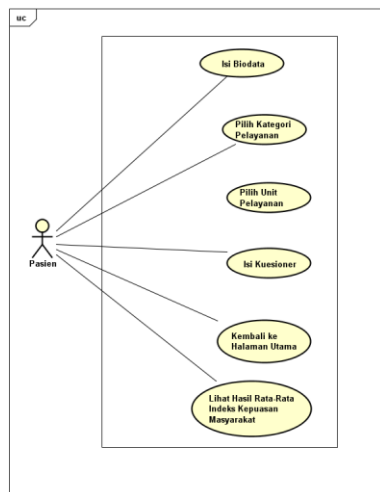 uc
Isi Biodata
Pilih Kategori
Pelayanan
Pilih Unit
Pelayanan
Pasien
Isi Kuesioner
Kembali ke
Halaman Utama
Lihat Hasil Rata-Rata
Indeks Kepuasan
Masyarakat